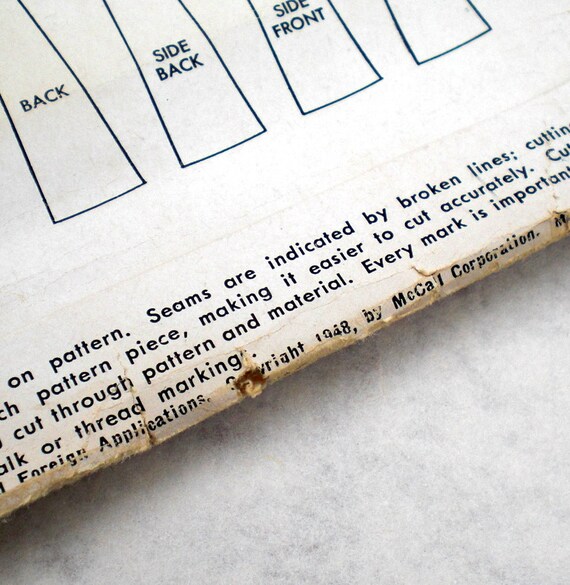 BACK
SIDE
BACK
SIDE
FRONT
on pattern. Seams are indicated by broken lines; cutting
ch pattern piece, making it easier to cut accurately. Cut
cut through pattern and material. Every mark is important
alk or thread marking
Foreign Applications. Copyright 1948, by McCall Corporation. M